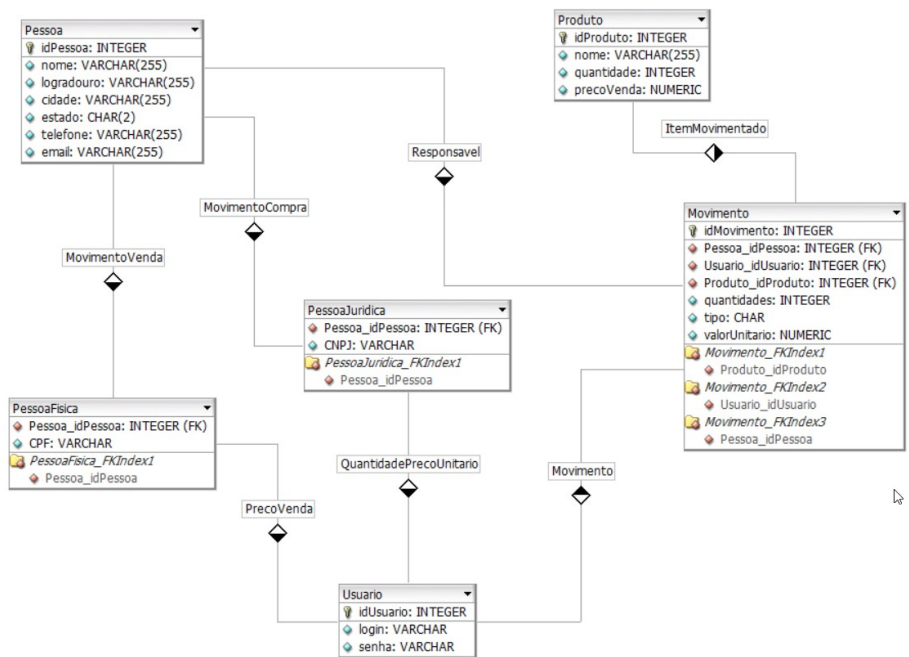 Pessoa
idPessoa: INTEGER
nome: VARCHAR(255)
logradouro: VARCHAR(255)
cidade: VARCHAR(255)
estado: CHAR(2)
telefone: VARCHAR(255)
email: VARCHAR(255)
Produto
idProduto: INTEGER
nome: VARCHAR(255)
quantidade: INTEGER
precoVenda: NUMERIC
ItemMovimentado
Responsavel
MovimentoCompra
MovimentoVenda
Movimento
idMovimento: INTEGER
Pessoa_idPessoa: INTEGER (FK)
Usuario_idUsuario: INTEGER (FK)
Produto_idProduto: INTEGER (FK)
quantidades: INTEGER
tipo: CHAR
valorUnitario: NUMERIC
Movimento_FKIndex1
Produto_idProduto
Movimento_FKIndex2
Usuario_idUsuario
Movimento_FKIndex3
Pessoa_idPessoa
PessoaJuridica
Pessoa_idPessoa: INTEGER (FK)
CNPJ: VARCHAR
PessoaJuridica_FKIndex1
Pessoa_idPessoa
PessoaFisica
Pessoa_idPessoa: INTEGER (FK)
CPF: VARCHAR
PessoaFisica_FKIndex1
Pessoa_idPessoa
QuantidadePrecoUnitario
Movimento
PrecoVenda
Usuario
idUsuario: INTEGER
login: VARCHAR
senha: VARCHAR